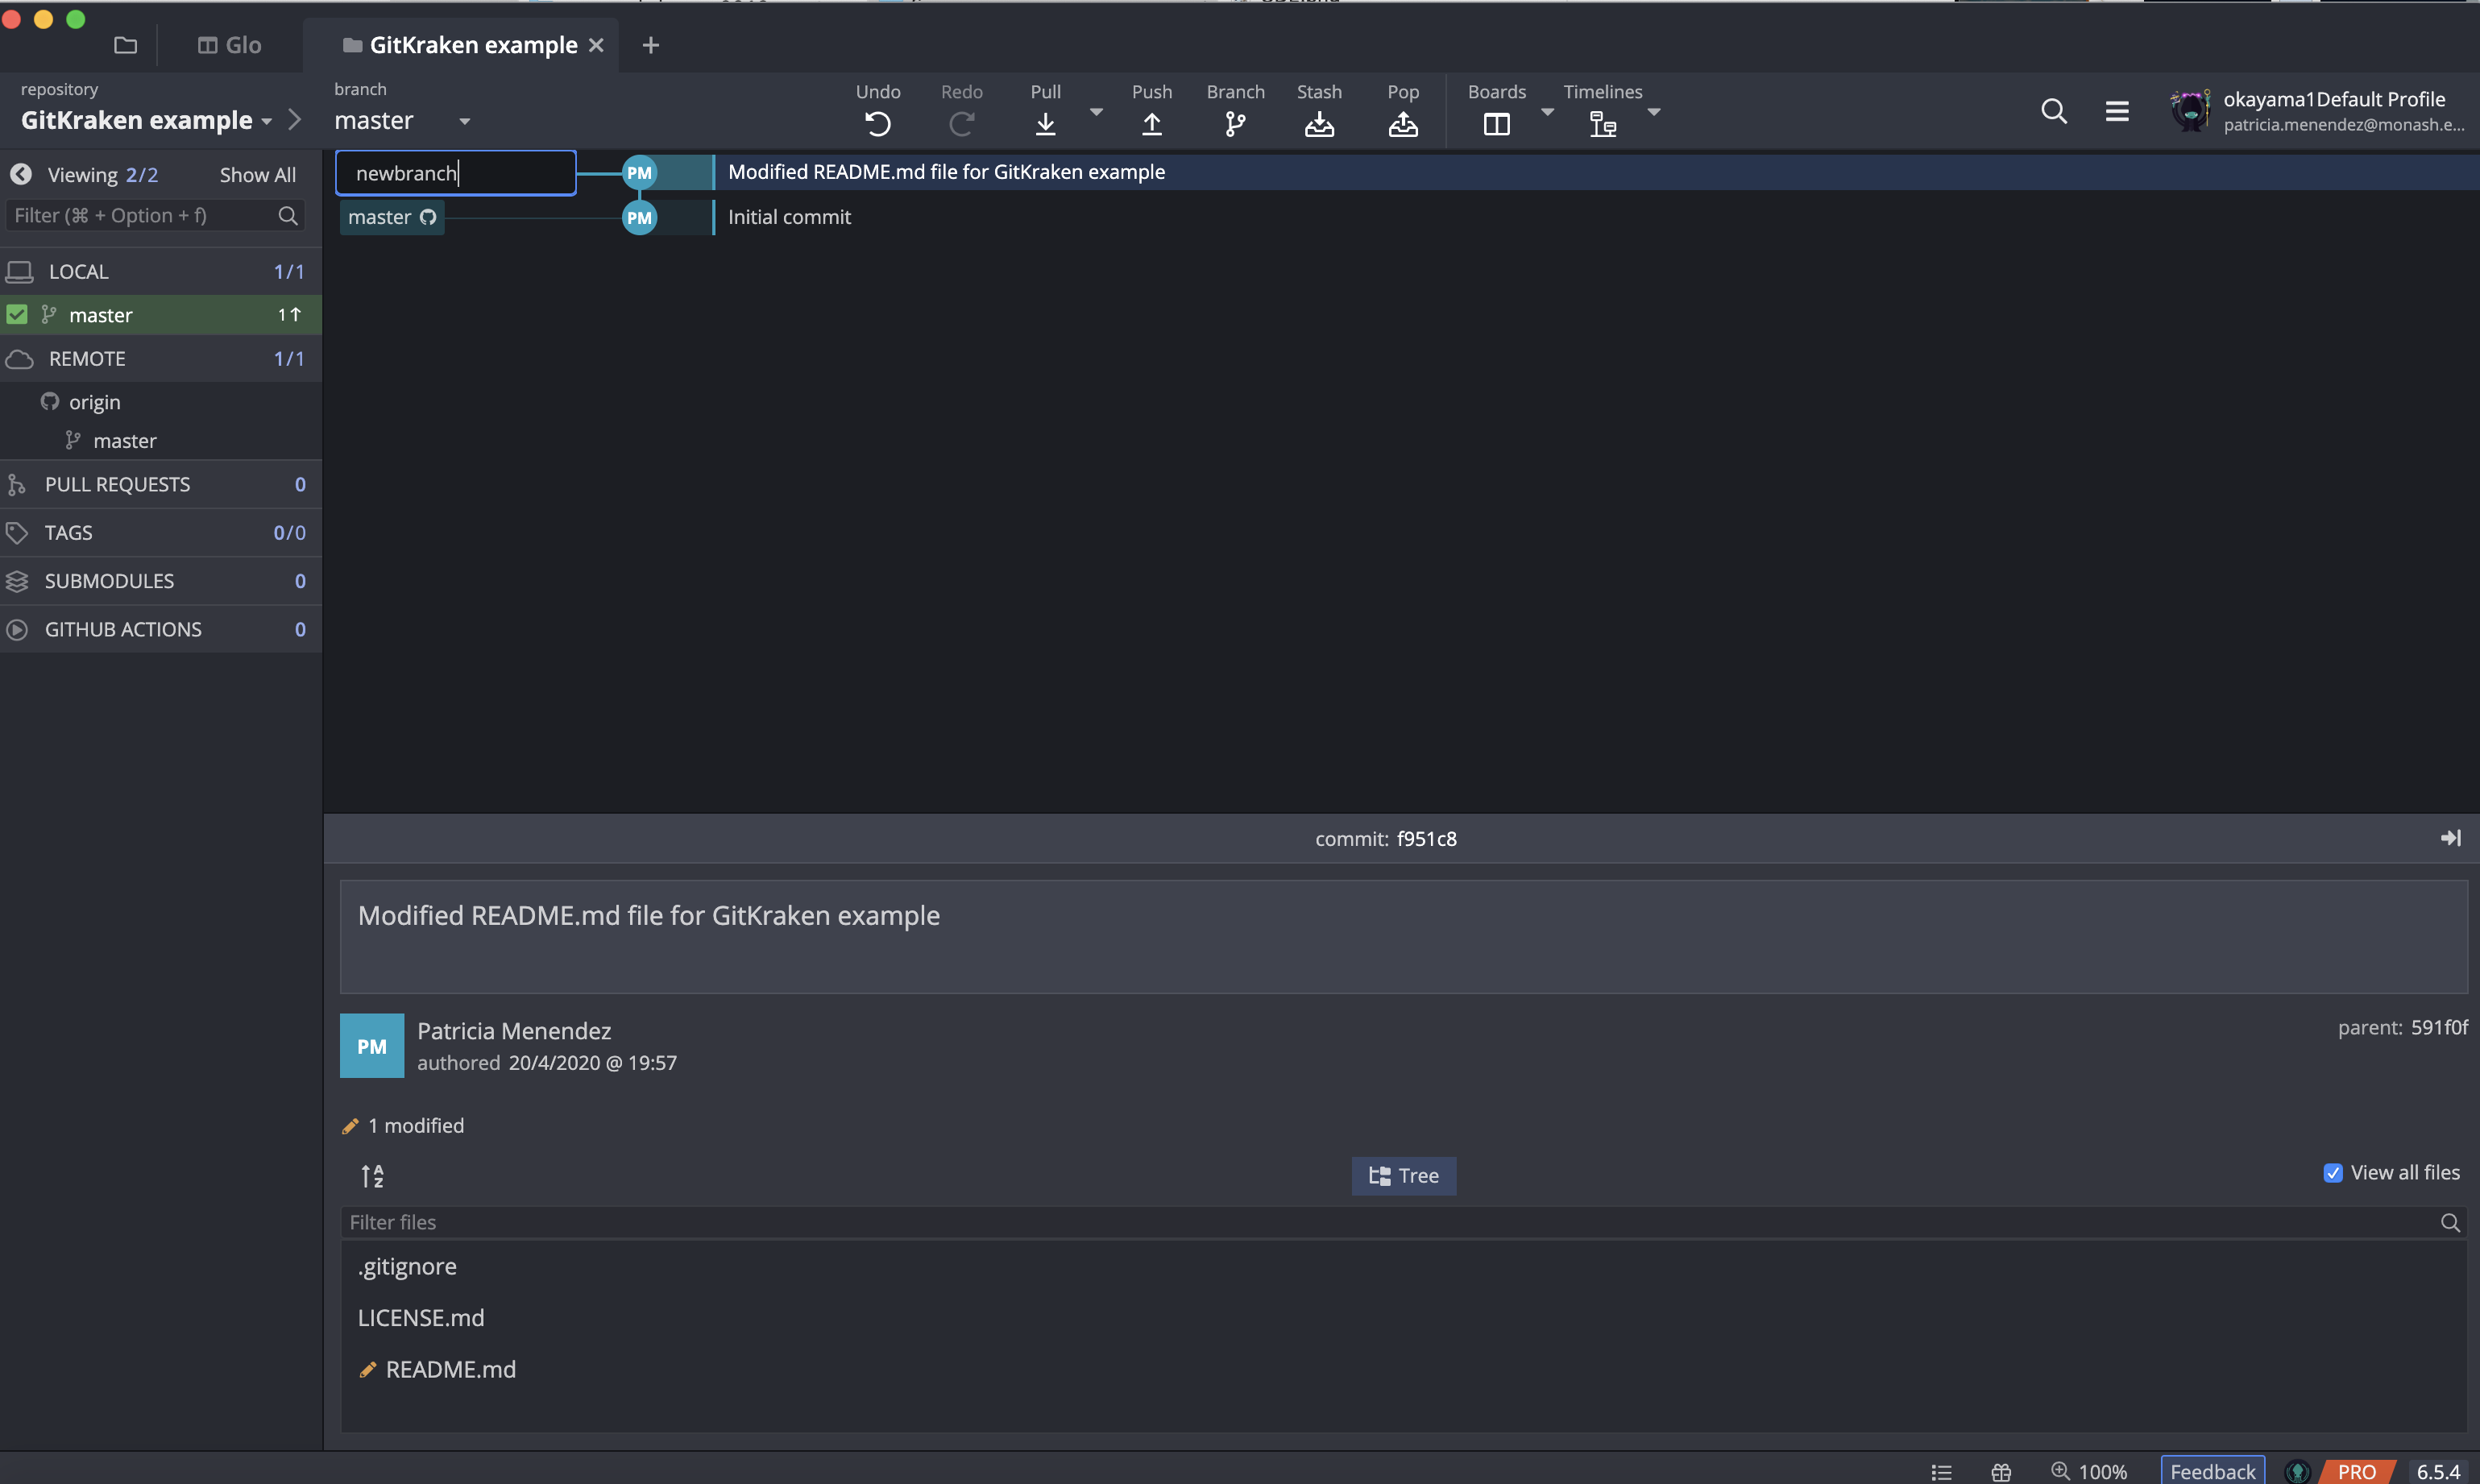 Glo
GitKraken example
repository
GitKraken example
branch
master
Undo
Redo
Pull
Push
Branch
Stash
Pop
Boards
Timelines
okayama1Default Profile
patricia.menendez@monash.e...
Viewing 2/2
Show All
Filter (⌘ + Option + f)
LOCAL 1/1
master 1↑
REMOTE 1/1
origin
master
PULL REQUESTS 0
TAGS 0/0
SUBMODULES 0
GITHUB ACTIONS 0
newbranch
PM
Modified README.md file for GitKraken example
master
PM
Initial commit
commit: f951c8
Modified README.md file for GitKraken example
PM
Patricia Menendez
authored 20/4/2020 @ 19:57
parent: 591f0f
1 modified
A
Z
Tree
View all files
Filter files
.gitignore
LICENSE.md
README.md
100%
Feedback
PRO
6.5.4